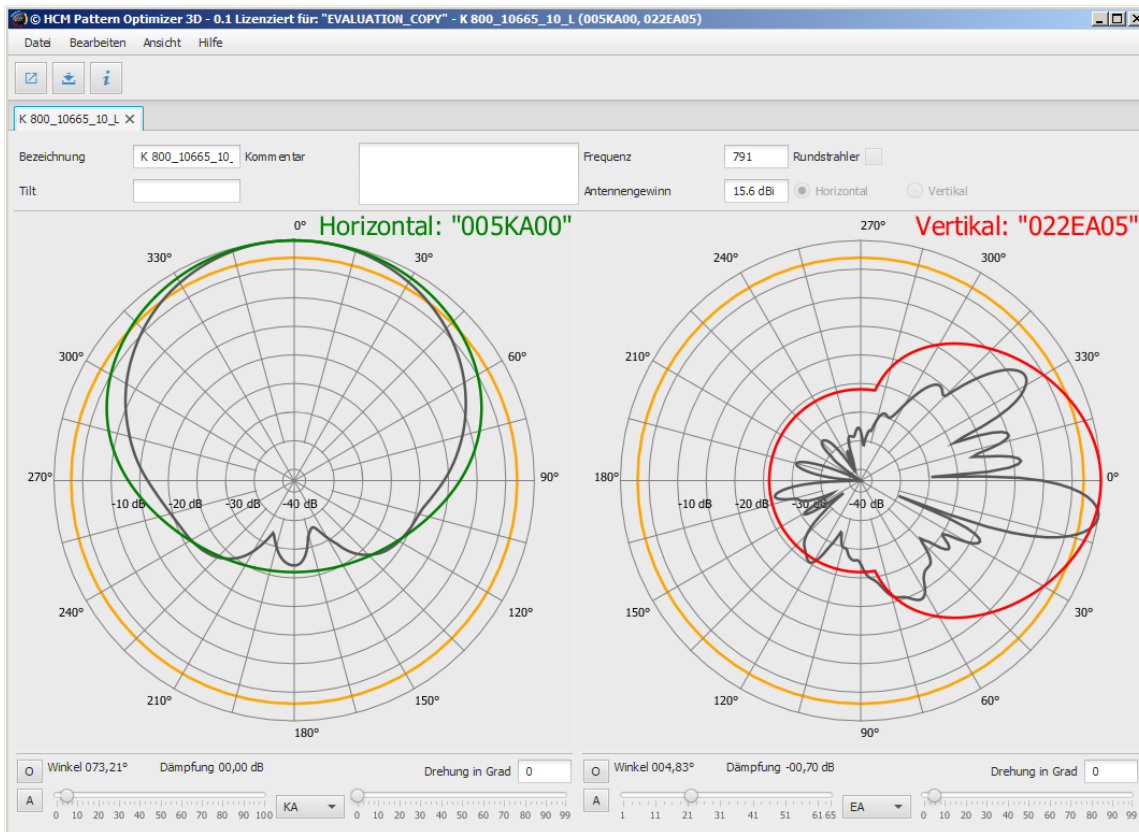 © HCM Pattern Optimizer 3D - 0.1 Lizenziert für: "EVALUATION_COPY" - K 800_10665_10_L (005KA00, 022EA05)
Datei Bearbeiten Ansicht Hilfe
K 800_10665_10_L
Bezeichnung K 800_10665_10_ Kommentar Frequenz 791 Rundstrahler
Tilt Antennengewinn 15.6 dBi Horizontal Vertikal
Horizontal: "005KA00"
0°
330° 30°
300° 60°
270° -10 dB -20 dB -30 dB -40 dB 90°
240° 120°
210° 150°
180°
Vertikal: "022EA05"
270°
240° 300°
210° 330°
180° -10 dB -20 dB -30 dB -40 dB 0°
150° 30°
120° 60°
90°
O Winkel 073,21° Dämpfung 00,00 dB Drehung in Grad 0
A 0 10 20 30 40 50 60 70 80 90 100 KA 0 10 20 30 40 50 60 70 80 90 99
O Winkel 004,83° Dämpfung -00,70 dB Drehung in Grad 0
A 1 11 21 31 41 51 61 65 EA 0 10 20 30 40 50 60 70 80 90 99